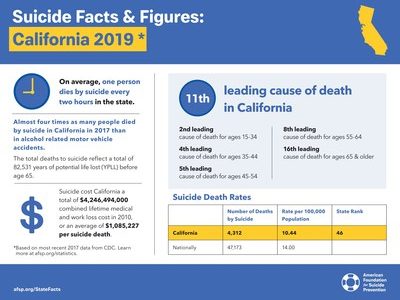 Suicide Facts & Figures:
California 2019 *
On average, one person
dies by suicide every
two hours in the state.
Almost four times as many people died
by suicide in California in 2017 than
in alcohol related motor vehicle
accidents.
The total deaths to suicide reflect a total of
82,531 years of potential life lost (YPLL) before
age 65.
$
Suicide cost California a
total of $4,246,494,000
combined lifetime medical
and work loss cost in 2010,
or an average of $1,085,227
per suicide death.
*Based on most recent 2017 data from CDC. Learn
more at afsp.org/statistics.
11th
leading cause of death
in California
2nd leading
cause of death for ages 15-34
4th leading
cause of death for ages 35-44
5th leading
cause of death for ages 45-54
8th leading
cause of death for ages 55-64
16th leading
cause of death for ages 65 & older
Suicide Death Rates
Number of Deaths by Suicide
Rate per 100,000 Population
State Rank
California 4,312 10.44 46
Nationally 47,173 14.00
afsp.org/StateFacts
American
Foundation
for Suicide
Prevention